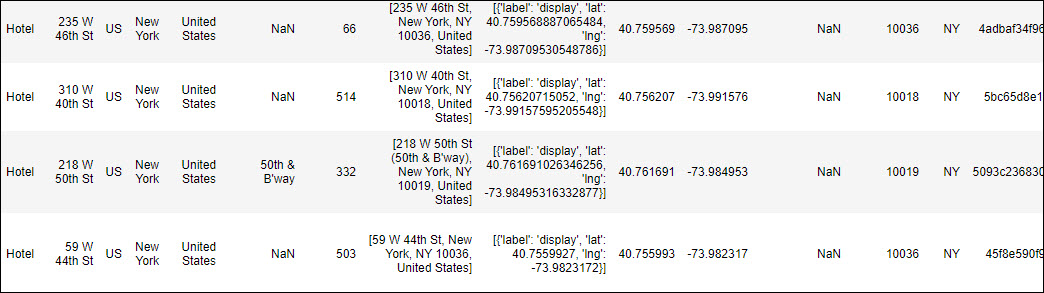 Hotel 235 W 46th St US New York United States NaN 66 [235 W 46th St, New York, NY 10036, United States] [{'label': 'display', 'lat': 40.759568887065484, 'lng': -73.98709530548786}] 40.759569 -73.987095 NaN 10036 NY 4adbaf34f96
Hotel 310 W 40th St US New York United States NaN 514 [310 W 40th St, New York, NY 10018, United States] [{'label': 'display', 'lat': 40.75620715052, 'lng': -73.99157595205548}] 40.756207 -73.991576 NaN 10018 NY 5bc65d8e1
Hotel 218 W 50th St US New York United States 50th & B'way 332 [218 W 50th St (50th & B'way), New York, NY 10019, United States] [{'label': 'display', 'lat': 40.761691026346256, 'lng': -73.98495316332877}] 40.761691 -73.984953 NaN 10019 NY 5093c236830
Hotel 59 W 44th St US New York United States NaN 503 [59 W 44th St, New York, NY 10036, United States] [{'label': 'display', 'lat': 40.7559927, 'lng': -73.9823172}] 40.755993 -73.982317 NaN 10036 NY 45f8e590f9